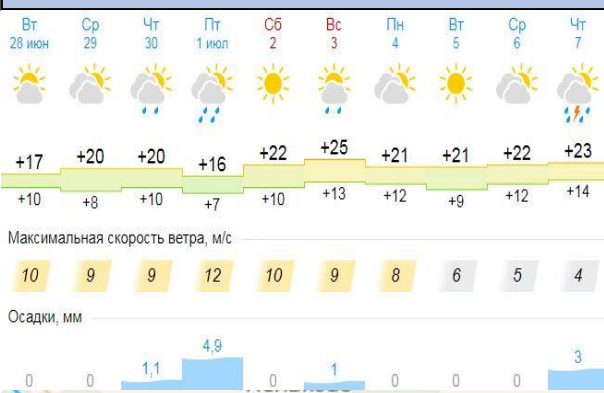 Вт Ср Чт Пт Сб Вс Пн Вт Ср Чт
28 июн 29 30 1 июл 2 3 4 5 6 7
+17 +20 +20 +16 +22 +25 +21 +21 +22 +23
+10 +8 +10 +7 +10 +13 +12 +9 +12 +14
Максимальная скорость ветра, м/с
10 9 9 12 10 9 8 6 5 4
Осадки, мм
0 0 1,1 4,9 0 1 0 0 0 3